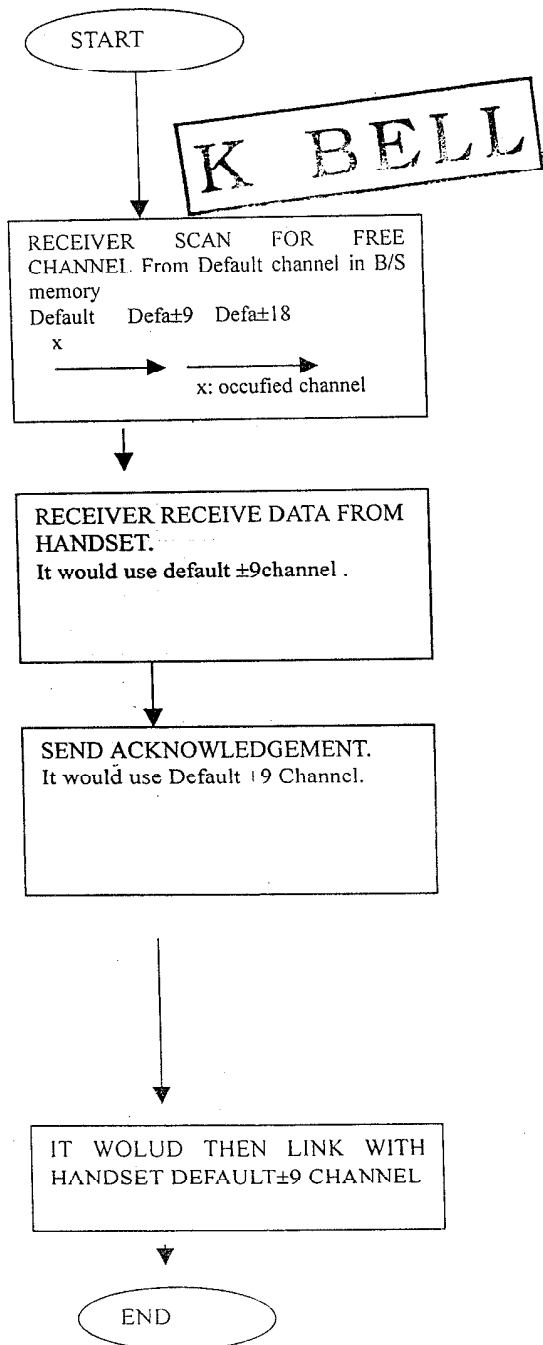 START
K BELL
RECEIVER SCAN FOR FREE
CHANNEL. From Default channel in B/S
memory
Default Defa±9 Defa±18
x
x: occufied channel
RECEIVER RECEIVE DATA FROM
HANDSET.
It would use default ±9channel .
SEND ACKNOWLEDGEMENT.
It would use Default 9 Channel.
IT WOLUD THEN LINK WITH
HANDSET DEFAULT±9 CHANNEL
END